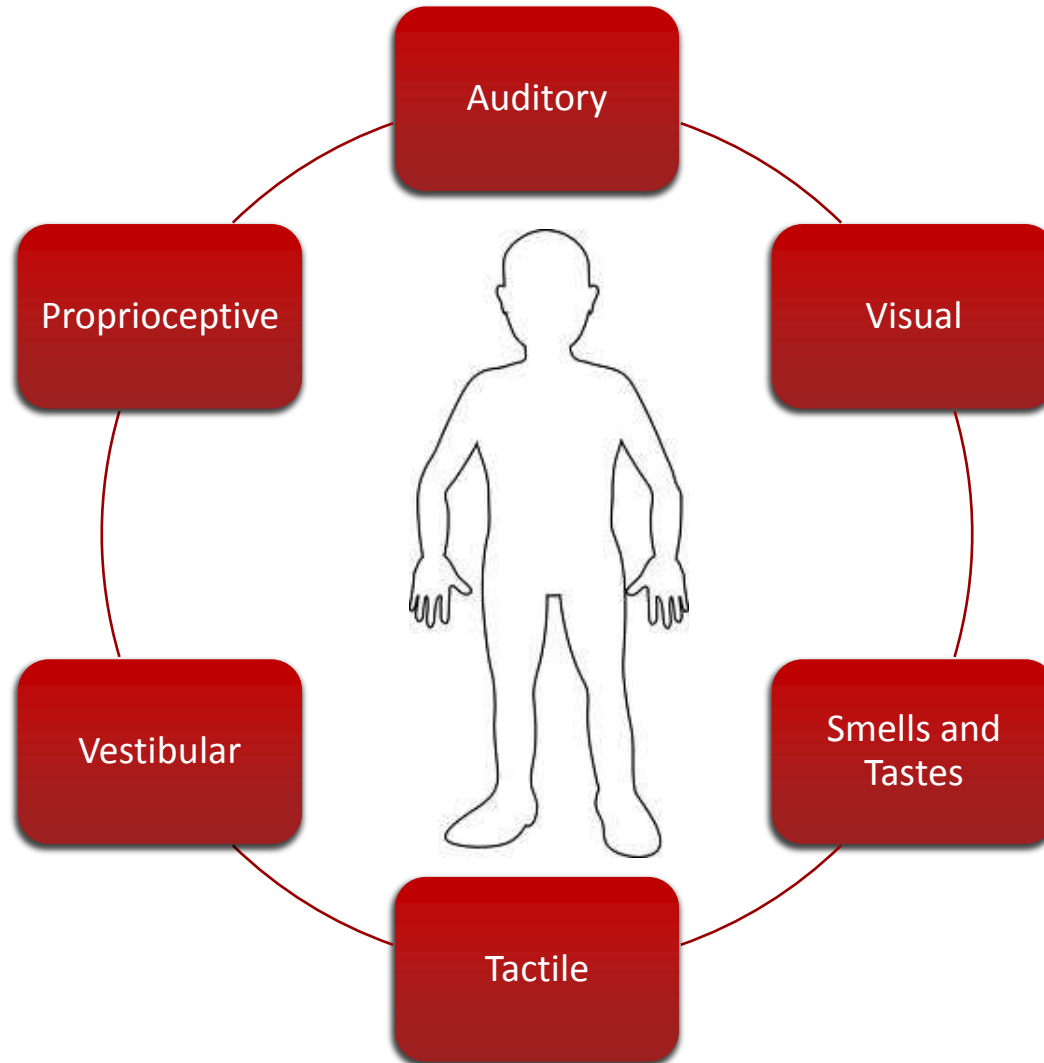 Auditory
Visual
Smells and
Tastes
Tactile
Vestibular
Proprioceptive